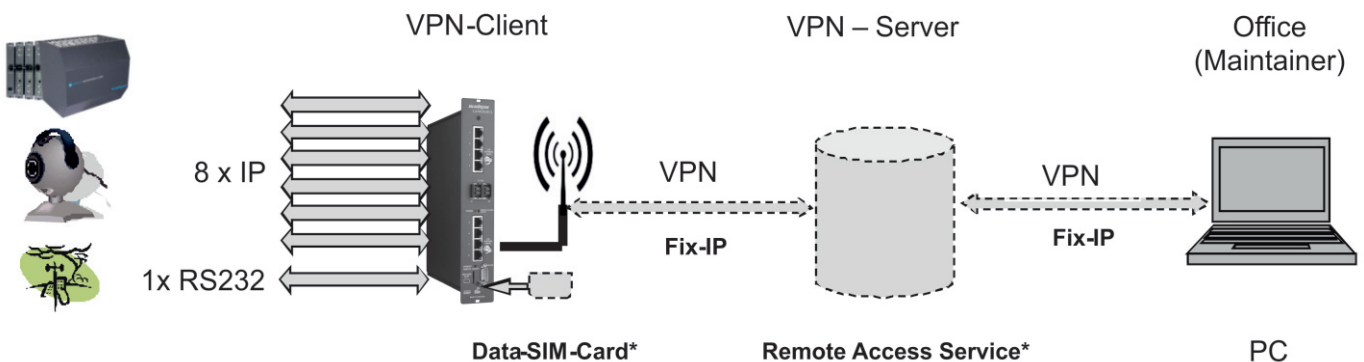 VPN-Client
VPN – Server
Office
(Maintainer)
8 x IP
VPN
VPN
Fix-IP
Fix-IP
1x RS232
Data-SIM-Card*
Remote Access Service*
PC